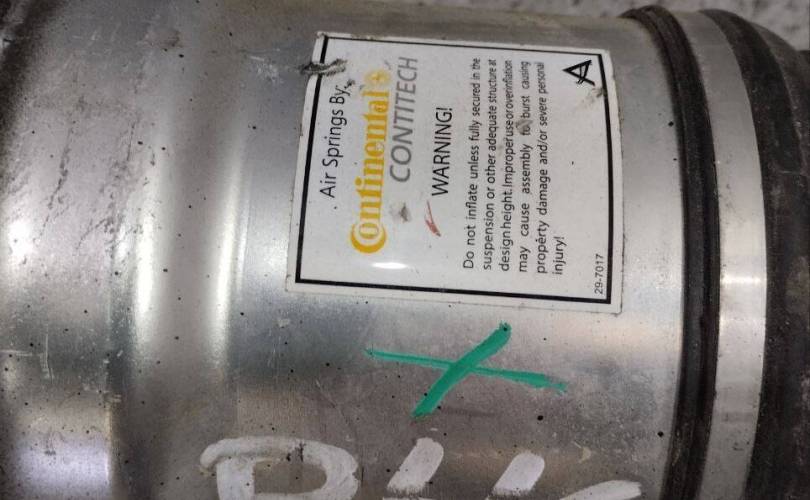 Air Springs By:
Continental
CONTITECH
WARNING!
Do not inflate unless fully secured in the
suspension or other adequate structure at
design height. Improper use or overinflation
may cause assembly to burst causing
property damage and/or severe personal
injury!
29-7017